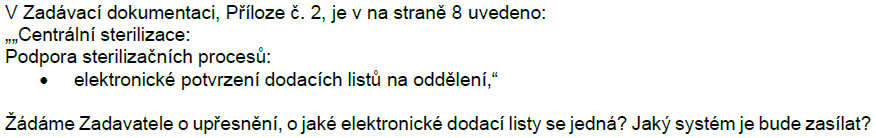 V Zadávací dokumentaci, Příloze č. 2, je v na straně 8 uvedeno:
„„Centrální sterilizace:
Podpora sterilizačních procesů:
• elektronické potvrzení dodacích listů na oddělení,“
Žádáme Zadavatele o upřesnění, o jaké elektronické dodací listy se jedná? Jaký systém je bude zasílat?